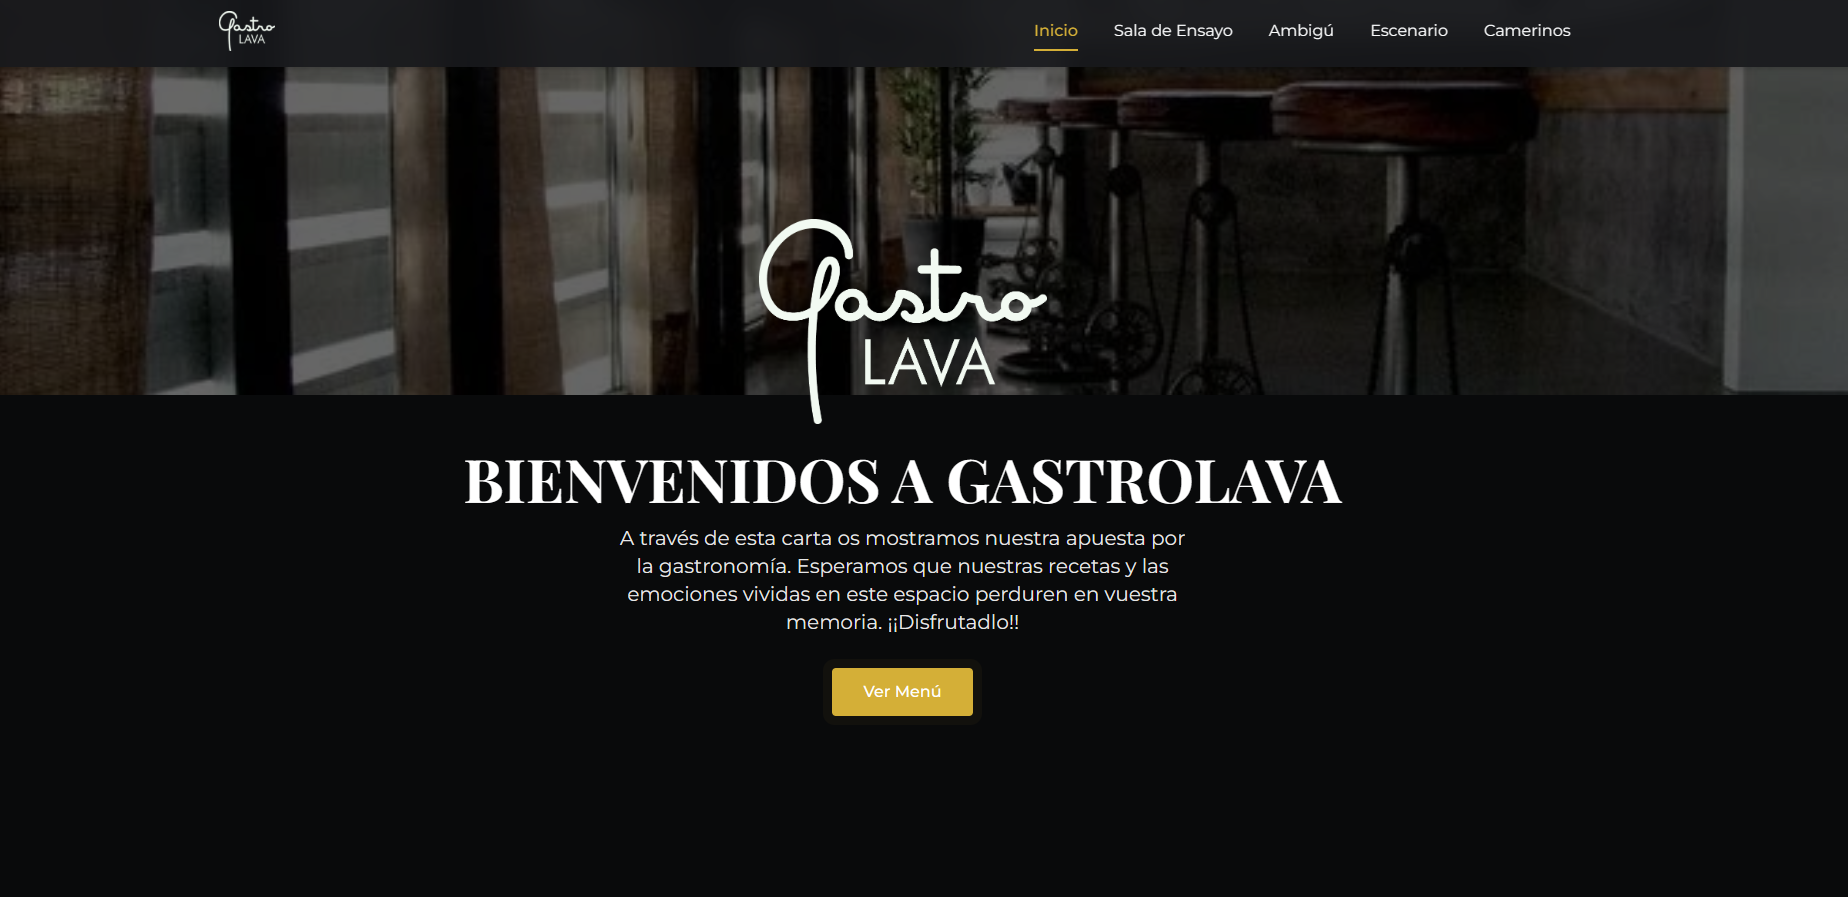 Gastro
LAVA
Inicio
Sala de Ensayo
Ambigú
Escenario
Camerinos
Gastro
LAVA
BIENVENIDOS A GASTROLAVA
A través de esta carta os mostramos nuestra apuesta por
la gastronomía. Esperamos que nuestras recetas y las
emociones vividas en este espacio perduren en vuestra
memoria. ¡¡Disfrutadlo!!
Ver Menú